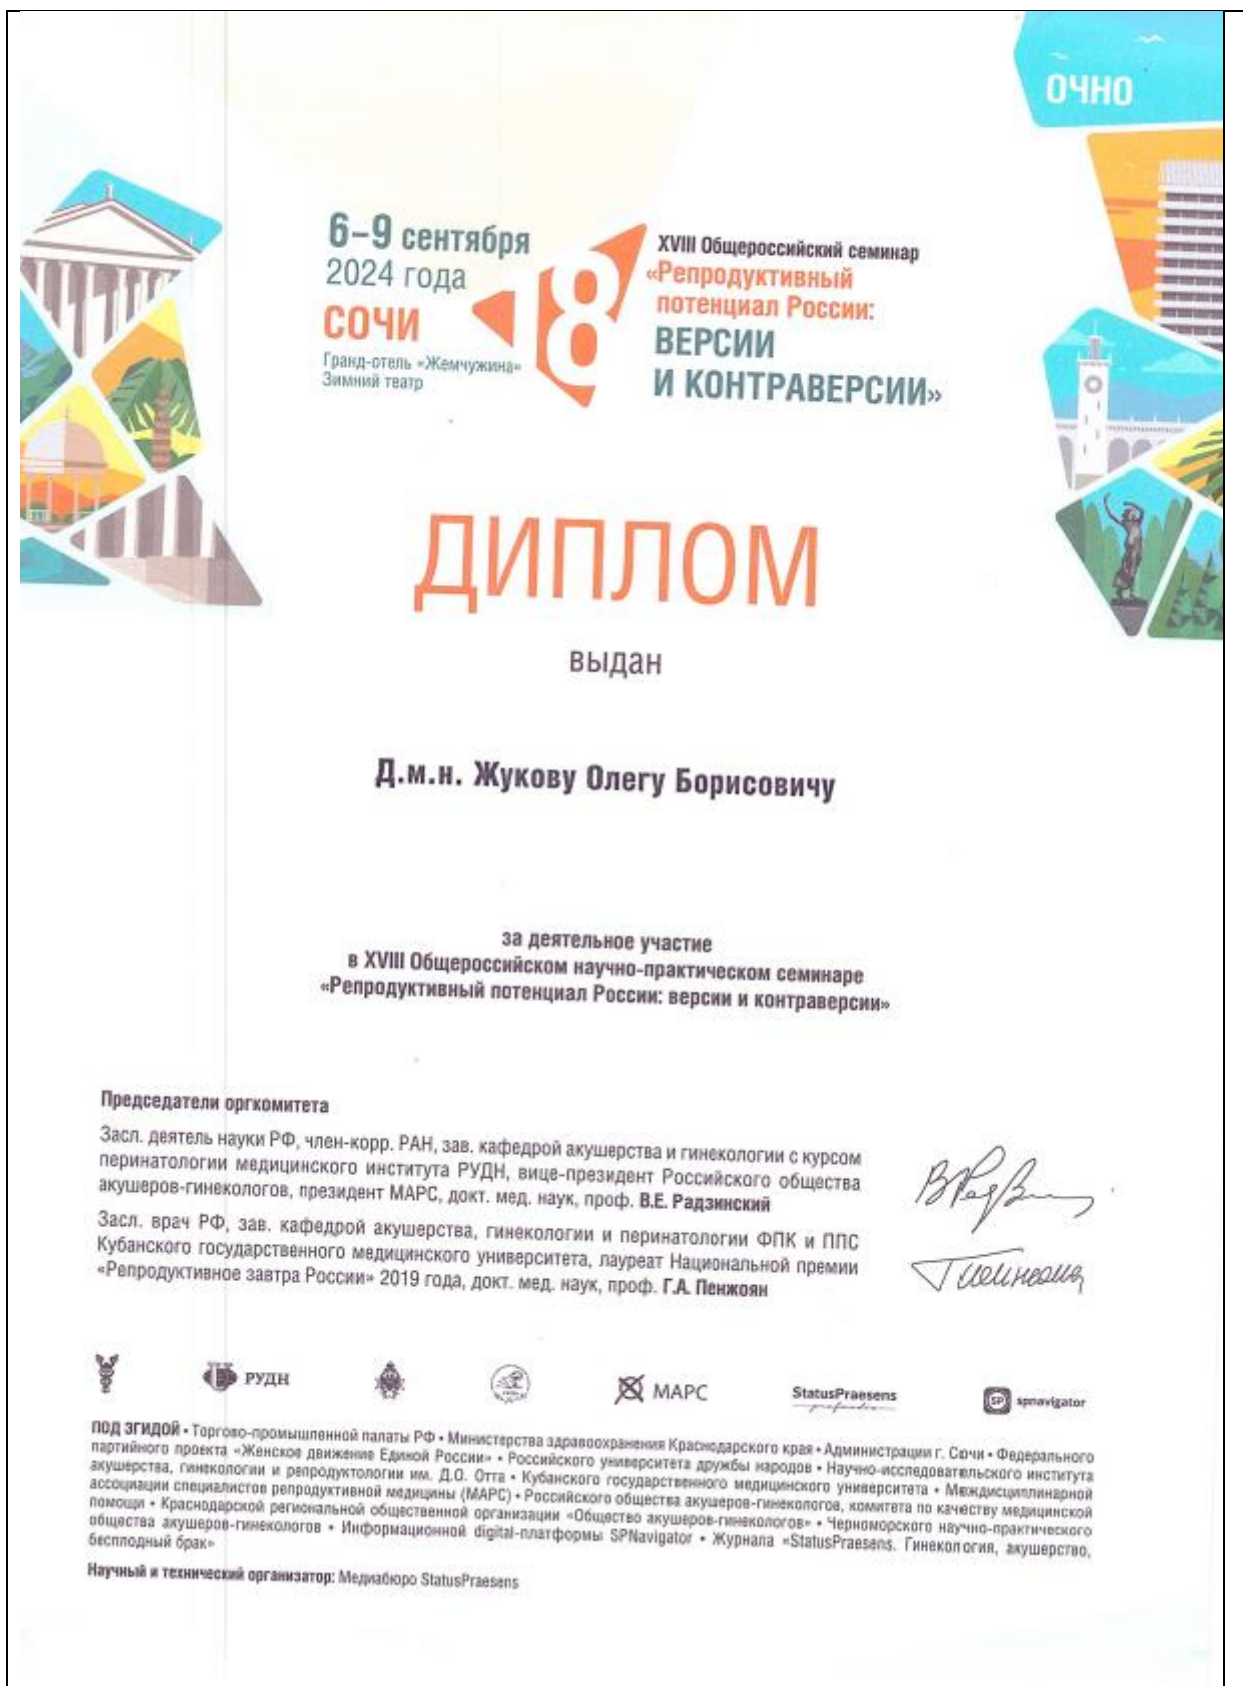 ОЧНО
6–9 сентября
2024 года
СОЧИ
Гранд-отель «Жемчужина»
Зимний театр
18
XVIII Общероссийский семинар
«Репродуктивный
потенциал России:
ВЕРСИИ
И КОНТРАВЕРСИИ»
ДИПЛОМ
выдан
Д.м.н. Жукову Олегу Борисовичу
за деятельное участие
в XVIII Общероссийском научно-практическом семинаре
«Репродуктивный потенциал России: версии и контраверсии»
Председатели оргкомитета
Засл. деятель науки РФ, член-корр. РАН, зав. кафедрой акушерства и гинекологии с курсом
перинатологии медицинского института РУДН, вице-президент Российского общества
акушеров-гинекологов, президент МАРС, докт. мед. наук, проф. В.Е. Радзинский
Засл. врач РФ, зав. кафедрой акушерства, гинекологии и перинатологии ФПК и ППС
Кубанского государственного медицинского университета, лауреат Национальной премии
«Репродуктивное завтра России» 2019 года, докт. мед. наук, проф. Г.А. Пенжоян
РУДН
МАРС
StatusPraesens
profmedia
SP spnavigator
ПОД ЭГИДОЙ • Торгово-промышленной палаты РФ • Министерства здравоохранения Краснодарского края • Администрации г. Сочи • Федерального
партийного проекта «Женское движение Единой России» • Российского университета дружбы народов • Научно-исследовательского института
акушерства, гинекологии и репродуктологии им. Д.О. Отта • Кубанского государственного медицинского университета • Междисциплинарной
ассоциации специалистов репродуктивной медицины (МАРС) • Российского общества акушеров-гинекологов, комитета по качеству медицинской
помощи • Краснодарской региональной общественной организации «Общество акушеров-гинекологов» • Черноморского научно-практического
общества акушеров-гинекологов • Информационной digital-платформы SPNavigator • Журнала «StatusPraesens. Гинекология, акушерство,
бесплодный брак»
Научный и технический организатор: Медиабюро StatusPraesens